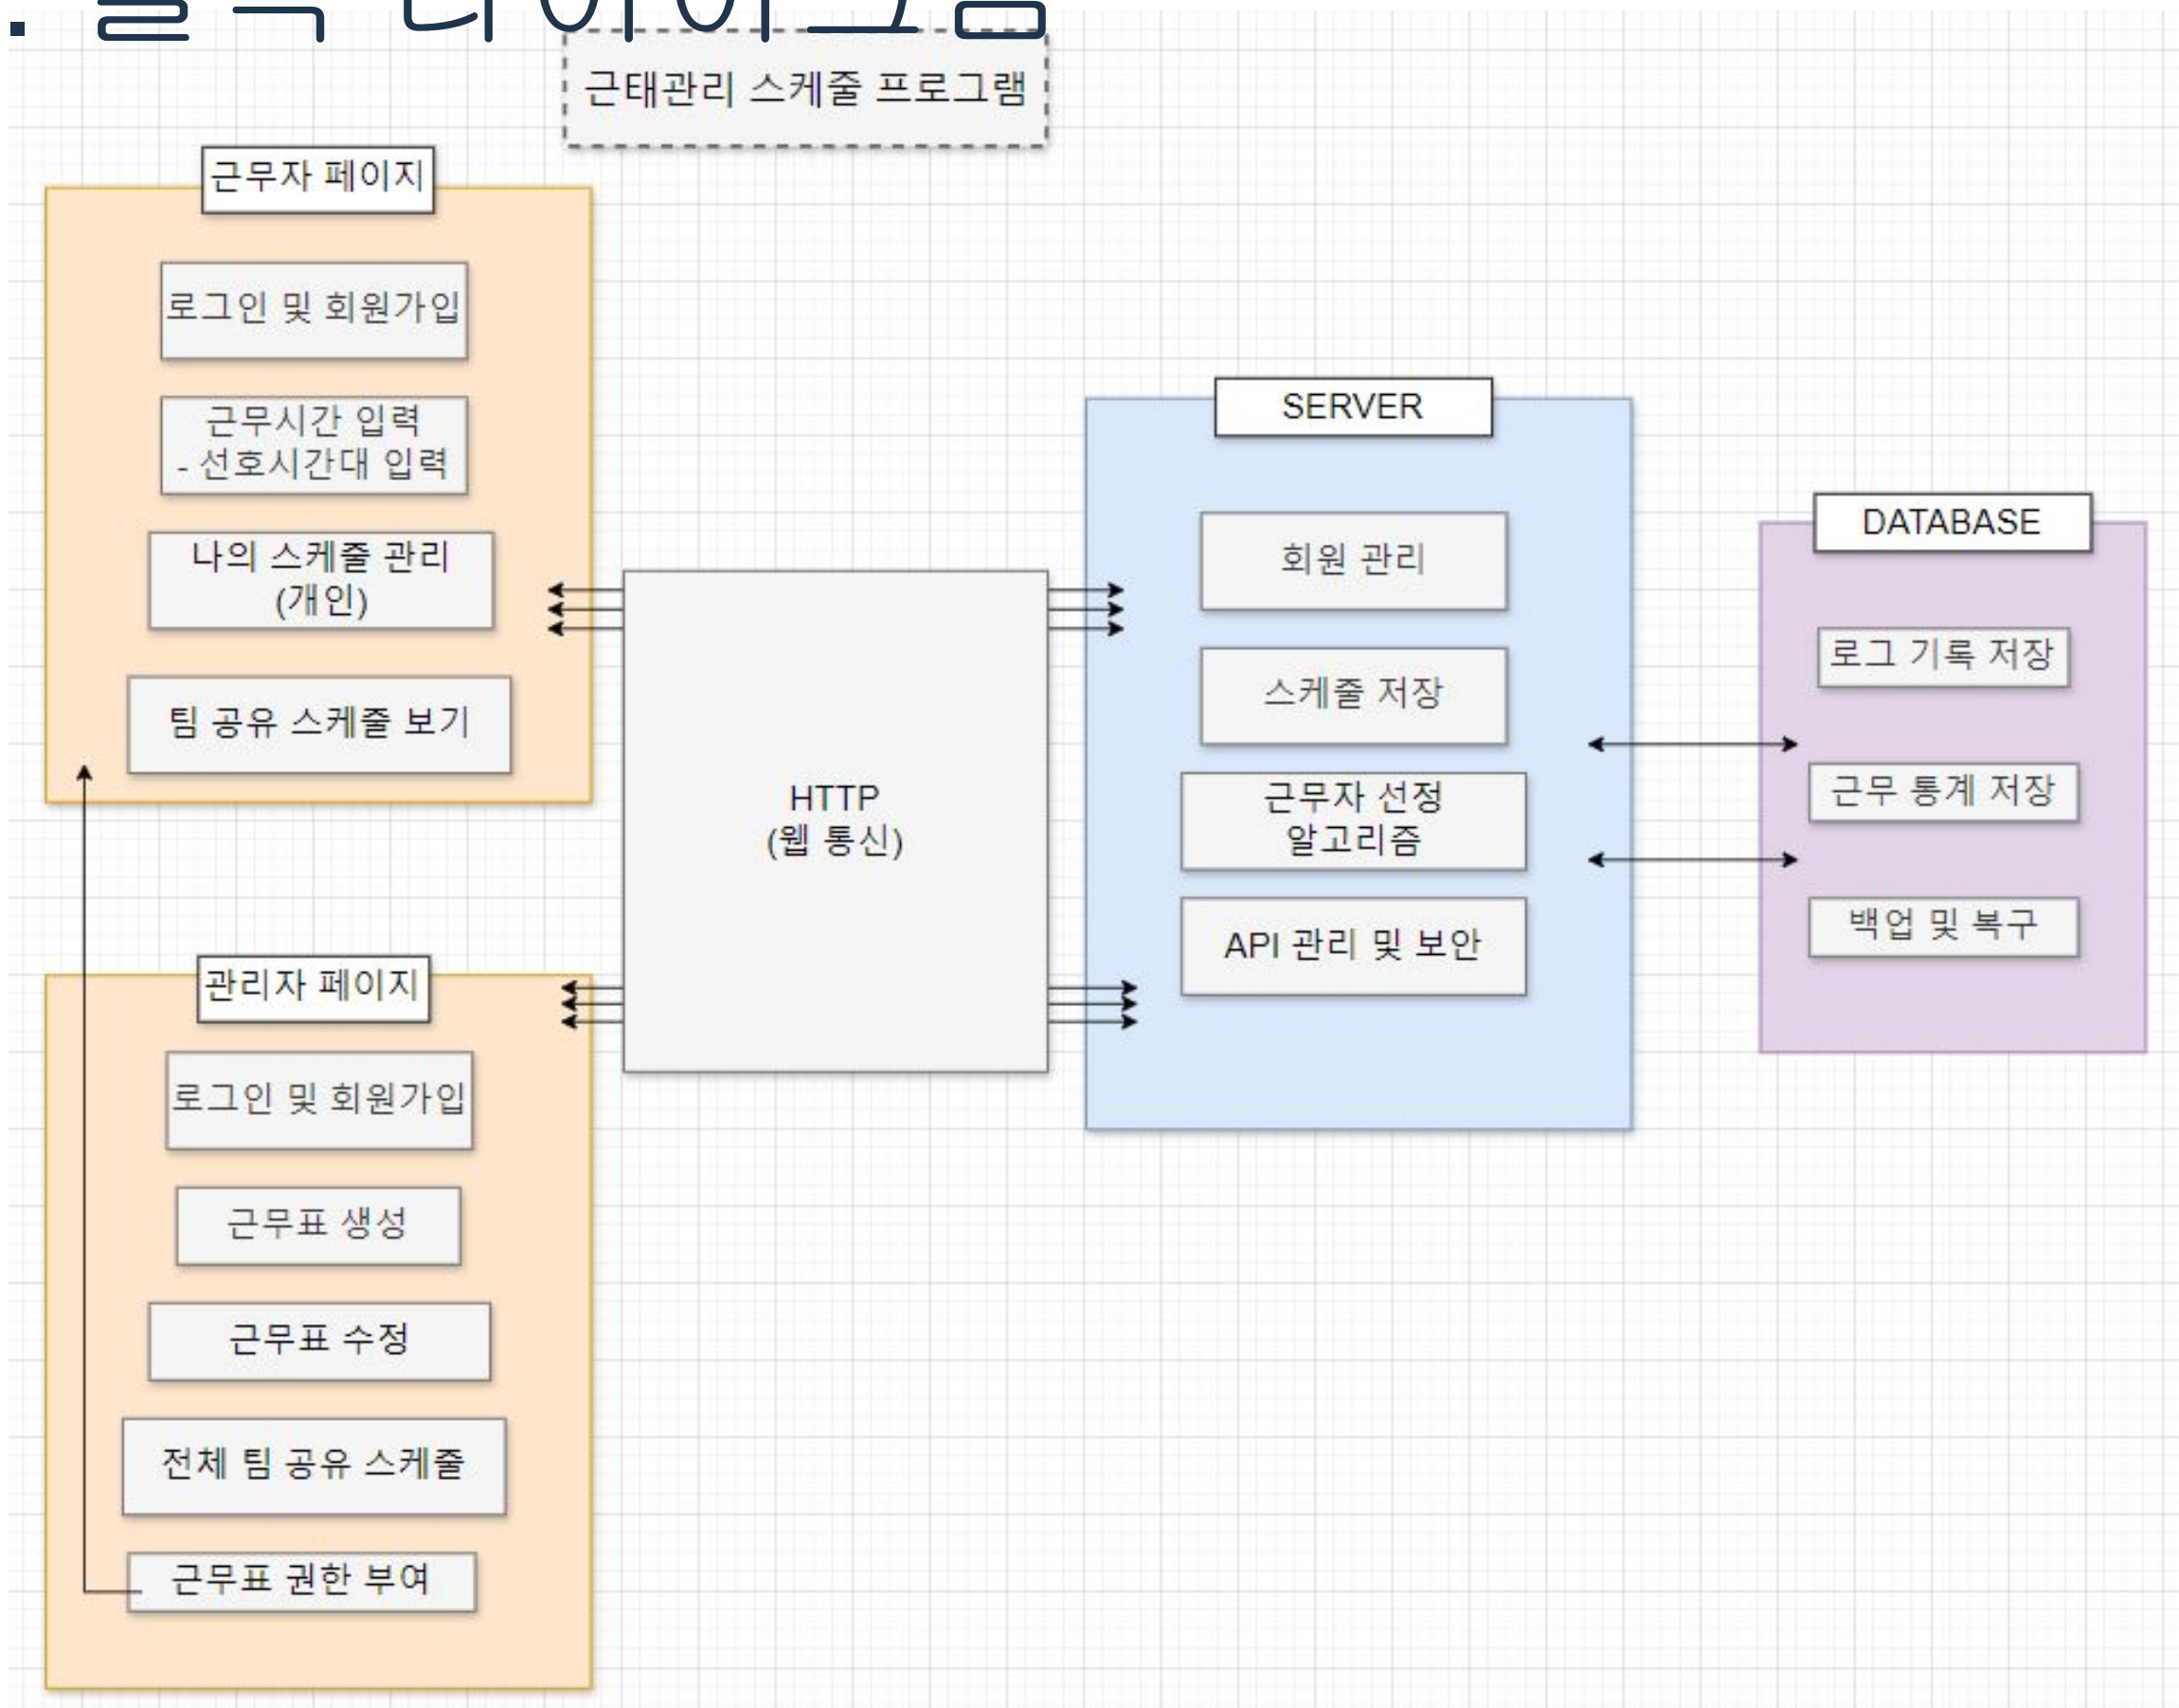 근태관리 스케줄 프로그램
근무자 페이지
로그인 및 회원가입
근무시간 입력
- 선호시간대 입력
나의 스케줄 관리
(개인)
팀 공유 스케줄 보기
관리자 페이지
로그인 및 회원가입
근무표 생성
근무표 수정
전체 팀 공유 스케줄
근무표 권한 부여
HTTP
(웹 통신)
SERVER
회원 관리
스케줄 저장
근무자 선정
알고리즘
API 관리 및 보안
DATABASE
로그 기록 저장
근무 통계 저장
백업 및 복구